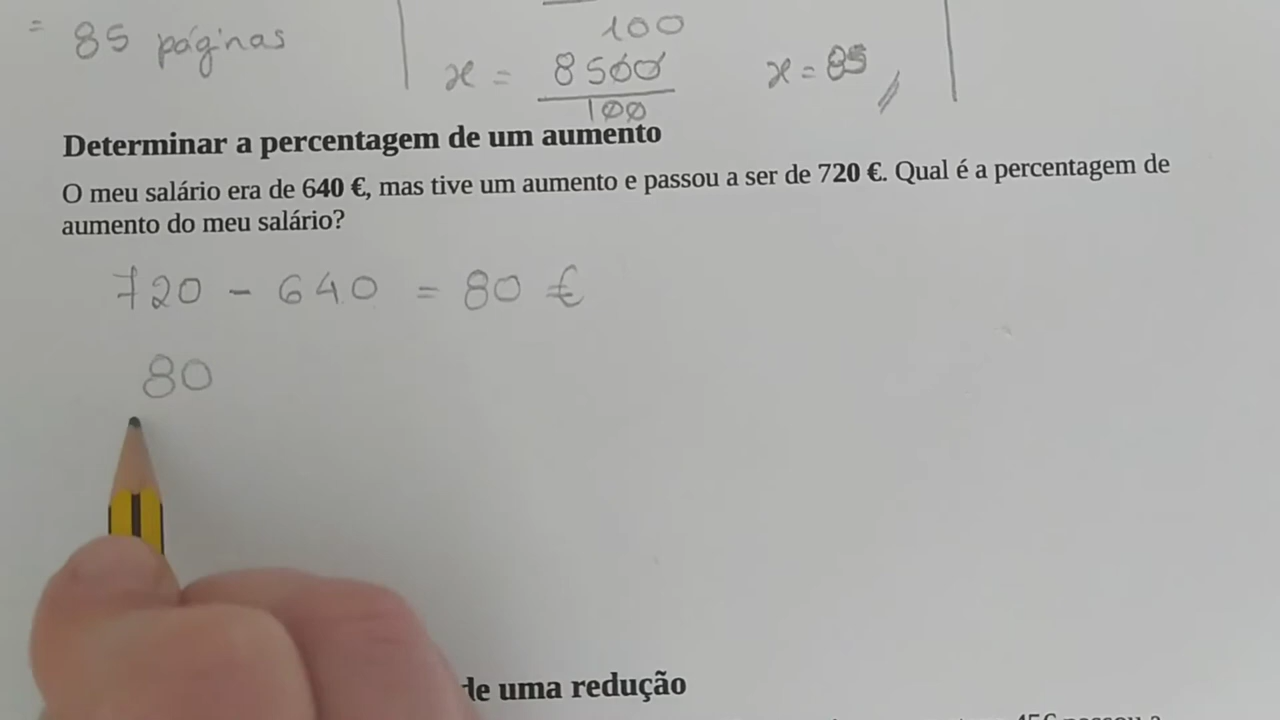 = 85 páginas
100
x = 8500 x = 85 //
100
Determinar a percentagem de um aumento
O meu salário era de 640 €, mas tive um aumento e passou a ser de 720 €. Qual é a percentagem de
aumento do meu salário?
720 - 640 = 80 €
80
de uma redução